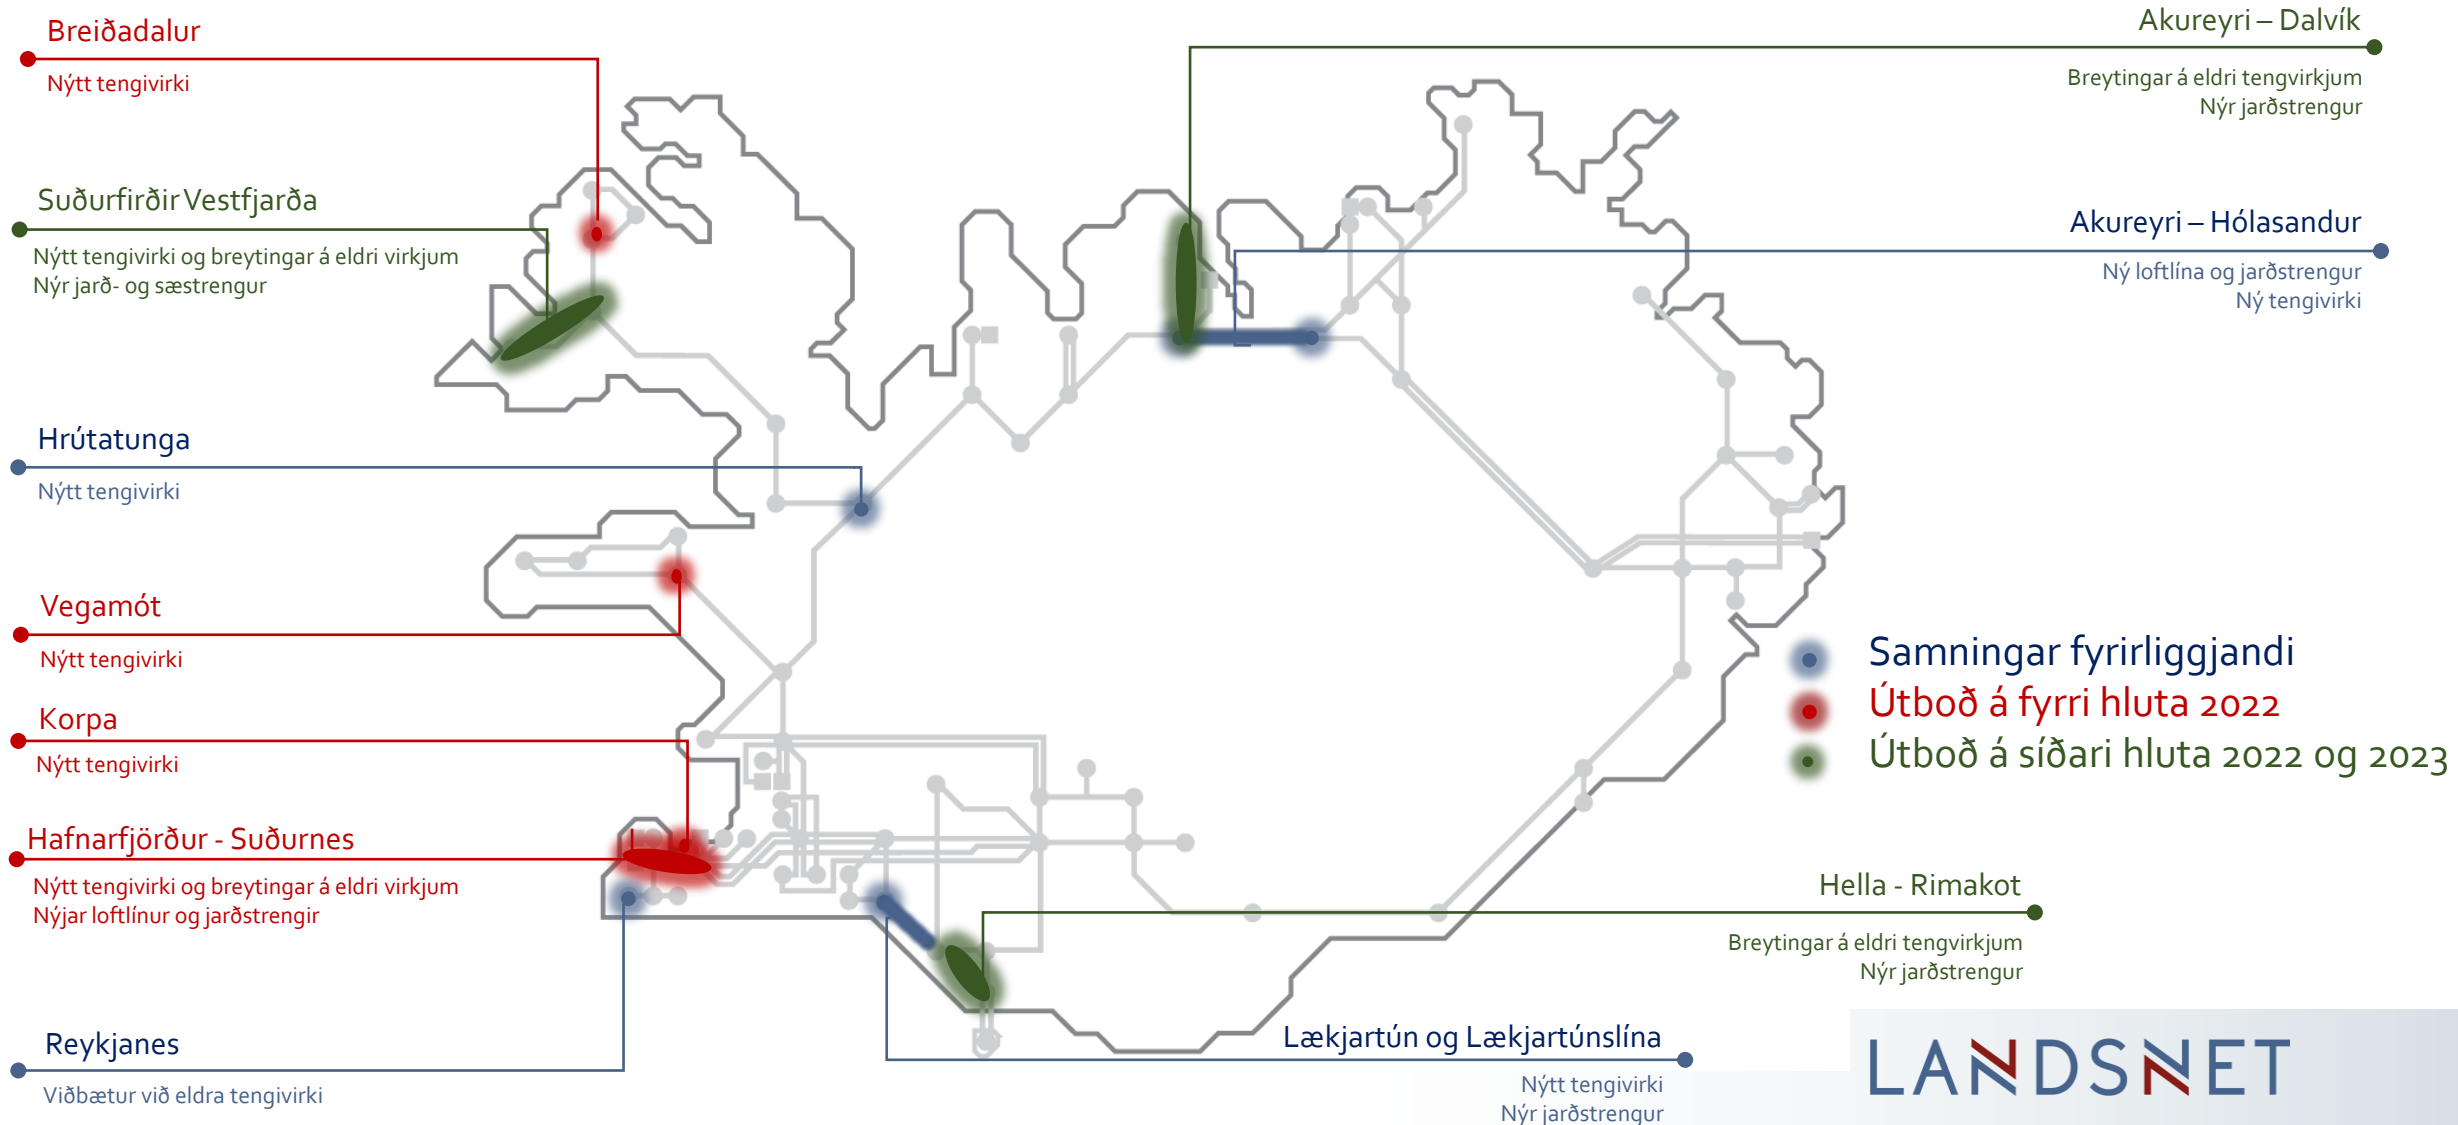 Breiðadalur
Nýtt tengivirki
Suðurfirðir Vestfjarða
Nýtt tengivirki og breytingar á eldri virkjum
Nýr jarð- og sæstrengur
Hrútatunga
Nýtt tengivirki
Vegamót
Nýtt tengivirki
Korpa
Nýtt tengivirki
Hafnarfjörður - Suðurnes
Nýtt tengivirki og breytingar á eldri virkjum
Nýjar loftlínur og jarðstrengir
Reykjanes
Viðbætur við eldra tengivirki
Akureyri – Dalvík
Breytingar á eldri tengvirkjum
Nýr jarðstrengur
Akureyri – Hólasandur
Ný loftlína og jarðstrengur
Ný tengivirki
Samningar fyrirliggjandi
Útboð á fyrri hluta 2022
Útboð á síðari hluta 2022 og 2023
Hella - Rimakot
Breytingar á eldri tengvirkjum
Nýr jarðstrengur
Lækjartún og Lækjartúnslína
Nýtt tengivirki
Nýr jarðstrengur
LANDSNET